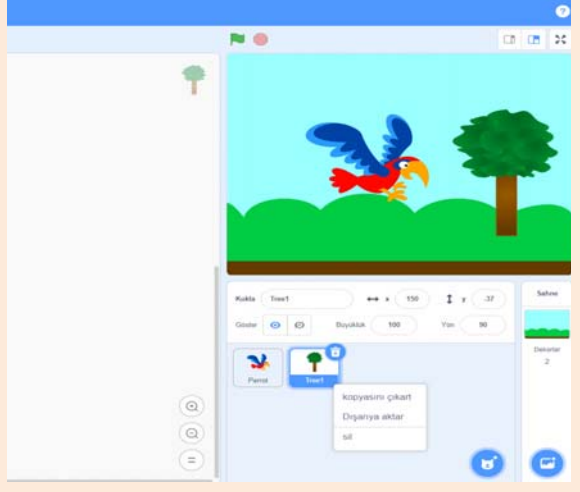 ?
Kukla Tree1 x 150 y -37 Sahne
Göster Büyüklük 100 Yön 90
Dekorlar
2
Parrot Tree1
kopyasını çıkart
Dışarıya aktar
sil